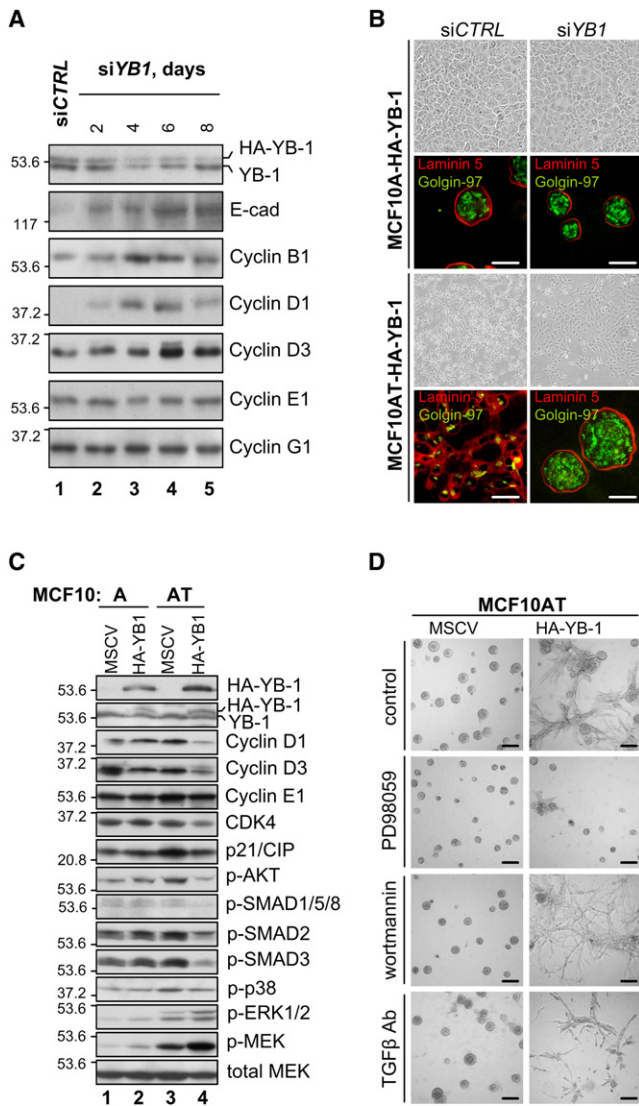 A
siCTRL
siYB1, days
2 4 6 8
HA-YB-1
53.6
YB-1
E-cad
117
Cyclin B1
53.6
Cyclin D1
37.2
37.2
Cyclin D3
Cyclin E1
53.6
37.2
Cyclin G1
1 2 3 4 5
B
siCTRL siYB1
MCF10A-HA-YB-1
Laminin 5 Laminin 5
Golgin-97 Golgin-97
MCF10AT-HA-YB-1
Laminin 5 Laminin 5
Golgin-97 Golgin-97
C
MCF10: A AT
MSCV HA-YB1 MSCV HA-YB1
53.6 HA-YB-1
HA-YB-1
53.6 YB-1
Cyclin D1
37.2
37.2
Cyclin D3
53.6 Cyclin E1
37.2
CDK4
p21/CIP
20.8
p-AKT
53.6
p-SMAD1/5/8
53.6
p-SMAD2
53.6
p-SMAD3
53.6
p-p38
37.2
53.6
p-ERK1/2
p-MEK
53.6
total MEK
1 2 3 4
D
MCF10AT
MSCV HA-YB-1
control
PD98059
wortmannin
TGFβ Ab